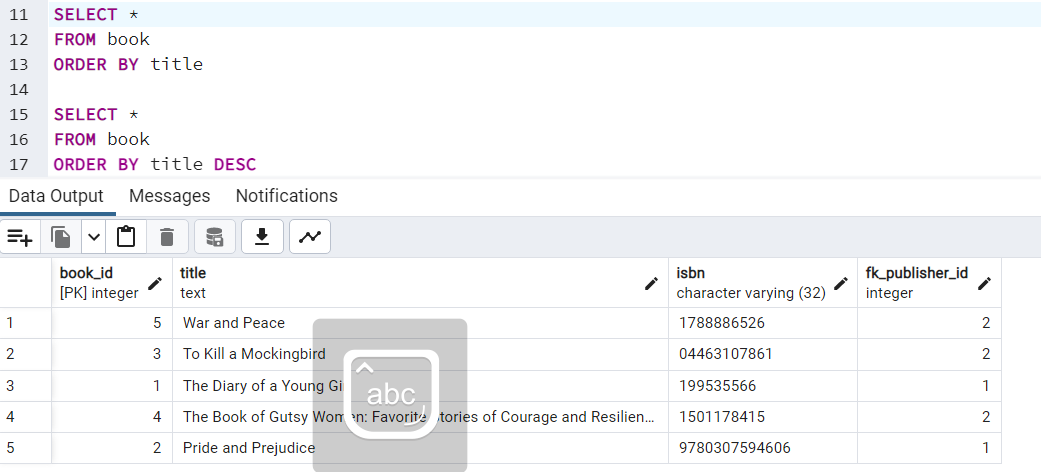 11 SELECT *
12 FROM book
13 ORDER BY title
14
15 SELECT *
16 FROM book
17 ORDER BY title DESC
Data Output Messages Notifications
book_id title isbn fk_publisher_id
[PK] integer text character varying (32) integer
1 5 War and Peace 1788886526 2
2 3 To Kill a Mockingbird 04463107861 2
3 1 The Diary of a Young Gi 199535566 1
4 4 The Book of Gutsy Women: Favorite Stories of Courage and Resilien... 1501178415 2
5 2 Pride and Prejudice 9780307594606 1
abc